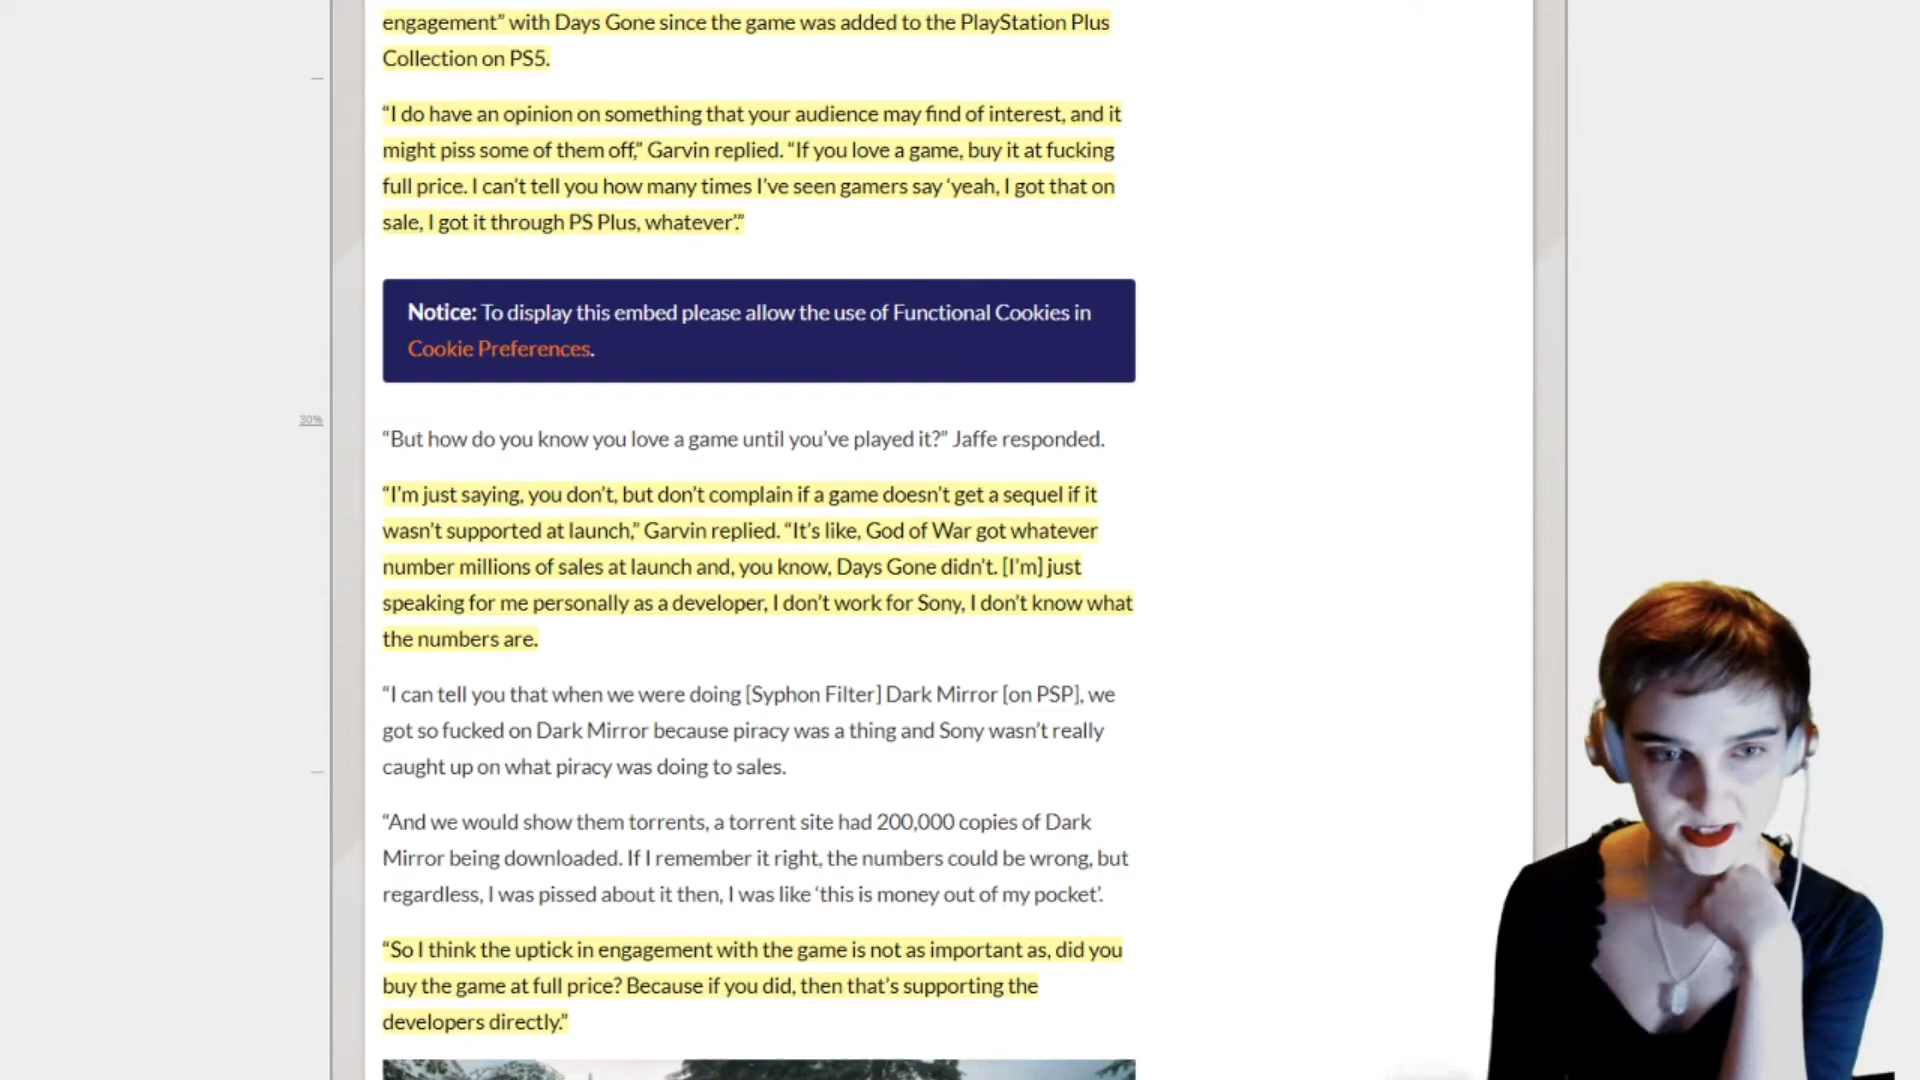 engagement” with Days Gone since the game was added to the PlayStation Plus
Collection on PS5.
“I do have an opinion on something that your audience may find of interest, and it
might piss some of them off,” Garvin replied. “If you love a game, buy it at fucking
full price. I can’t tell you how many times I’ve seen gamers say ‘yeah, I got that on
sale, I got it through PS Plus, whatever’.”
Notice: To display this embed please allow the use of Functional Cookies in
Cookie Preferences.
30%
“But how do you know you love a game until you’ve played it?” Jaffe responded.
“I’m just saying, you don’t, but don’t complain if a game doesn’t get a sequel if it
wasn’t supported at launch,” Garvin replied. “It’s like, God of War got whatever
number millions of sales at launch and, you know, Days Gone didn’t. [I’m] just
speaking for me personally as a developer, I don’t work for Sony, I don’t know what
the numbers are.
“I can tell you that when we were doing [Syphon Filter] Dark Mirror [on PSP], we
got so fucked on Dark Mirror because piracy was a thing and Sony wasn’t really
caught up on what piracy was doing to sales.
“And we would show them torrents, a torrent site had 200,000 copies of Dark
Mirror being downloaded. If I remember it right, the numbers could be wrong, but
regardless, I was pissed about it then, I was like ‘this is money out of my pocket’.
“So I think the uptick in engagement with the game is not as important as, did you
buy the game at full price? Because if you did, then that’s supporting the
developers directly.”